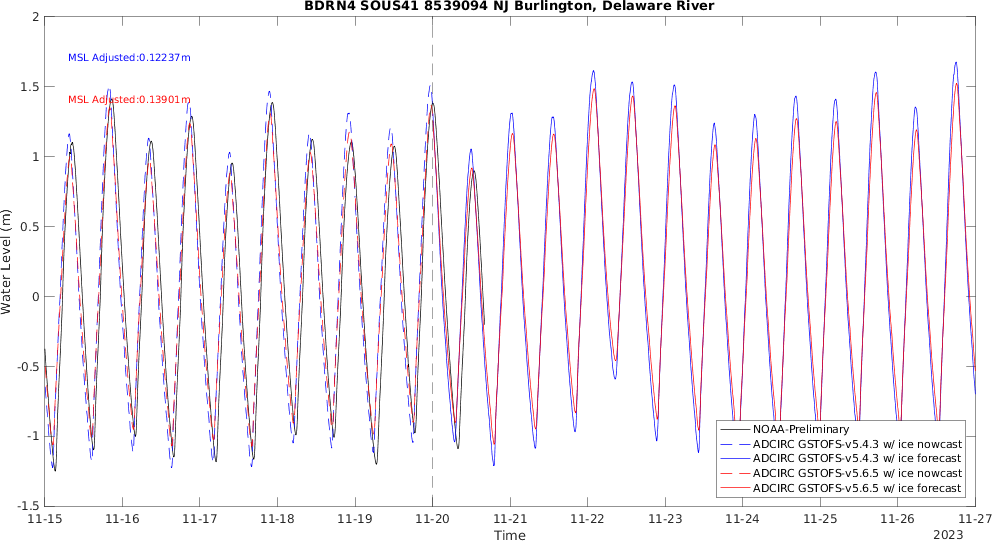 BDRN4 SOUS41 8539094 NJ Burlington, Delaware River
2
MSL Adjusted:0.12237m
1.5
MSL Adjusted:0.13901m
1
0.5
Water Level (m)
0
-0.5
NOAA-Preliminary
-1
ADCIRC GSTOFS-v5.4.3 w/ ice nowcast
ADCIRC GSTOFS-v5.4.3 w/ ice forecast
ADCIRC GSTOFS-v5.6.5 w/ ice nowcast
ADCIRC GSTOFS-v5.6.5 w/ ice forecast
-1.5
11-15 11-16 11-17 11-18 11-19 11-20 11-21 11-22 11-23 11-24 11-25 11-26 11-27
Time
2023